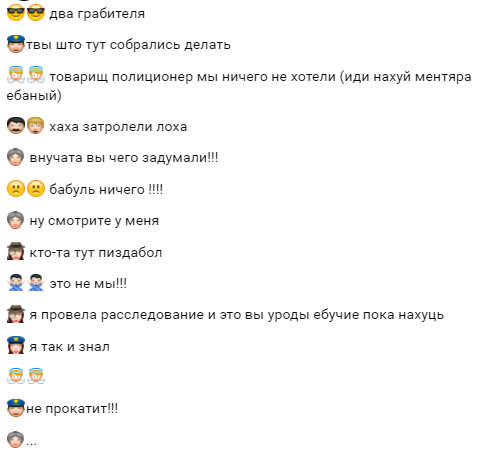 😎😎 два грабителя
👮твы што тут собрались делать
👼👼 товарищ полиционер мы ничего не хотели (иди нахуй ментяра
ебаный)
👨👱 хаха затролели лоха
👵 внучата вы чего задумали!!!
🙁🙁 бабуль ничего !!!!
👵 ну смотрите у меня
🕵️‍♀️ кто-та тут пиздабол
🙅‍♂️🙅‍♂️ это не мы!!!
🕵️‍♀️ я провела расследование и это вы уроды ебучие пока нахуць
👮‍♀️ я так и знал
👼👼
👮не прокатит!!!
👵...